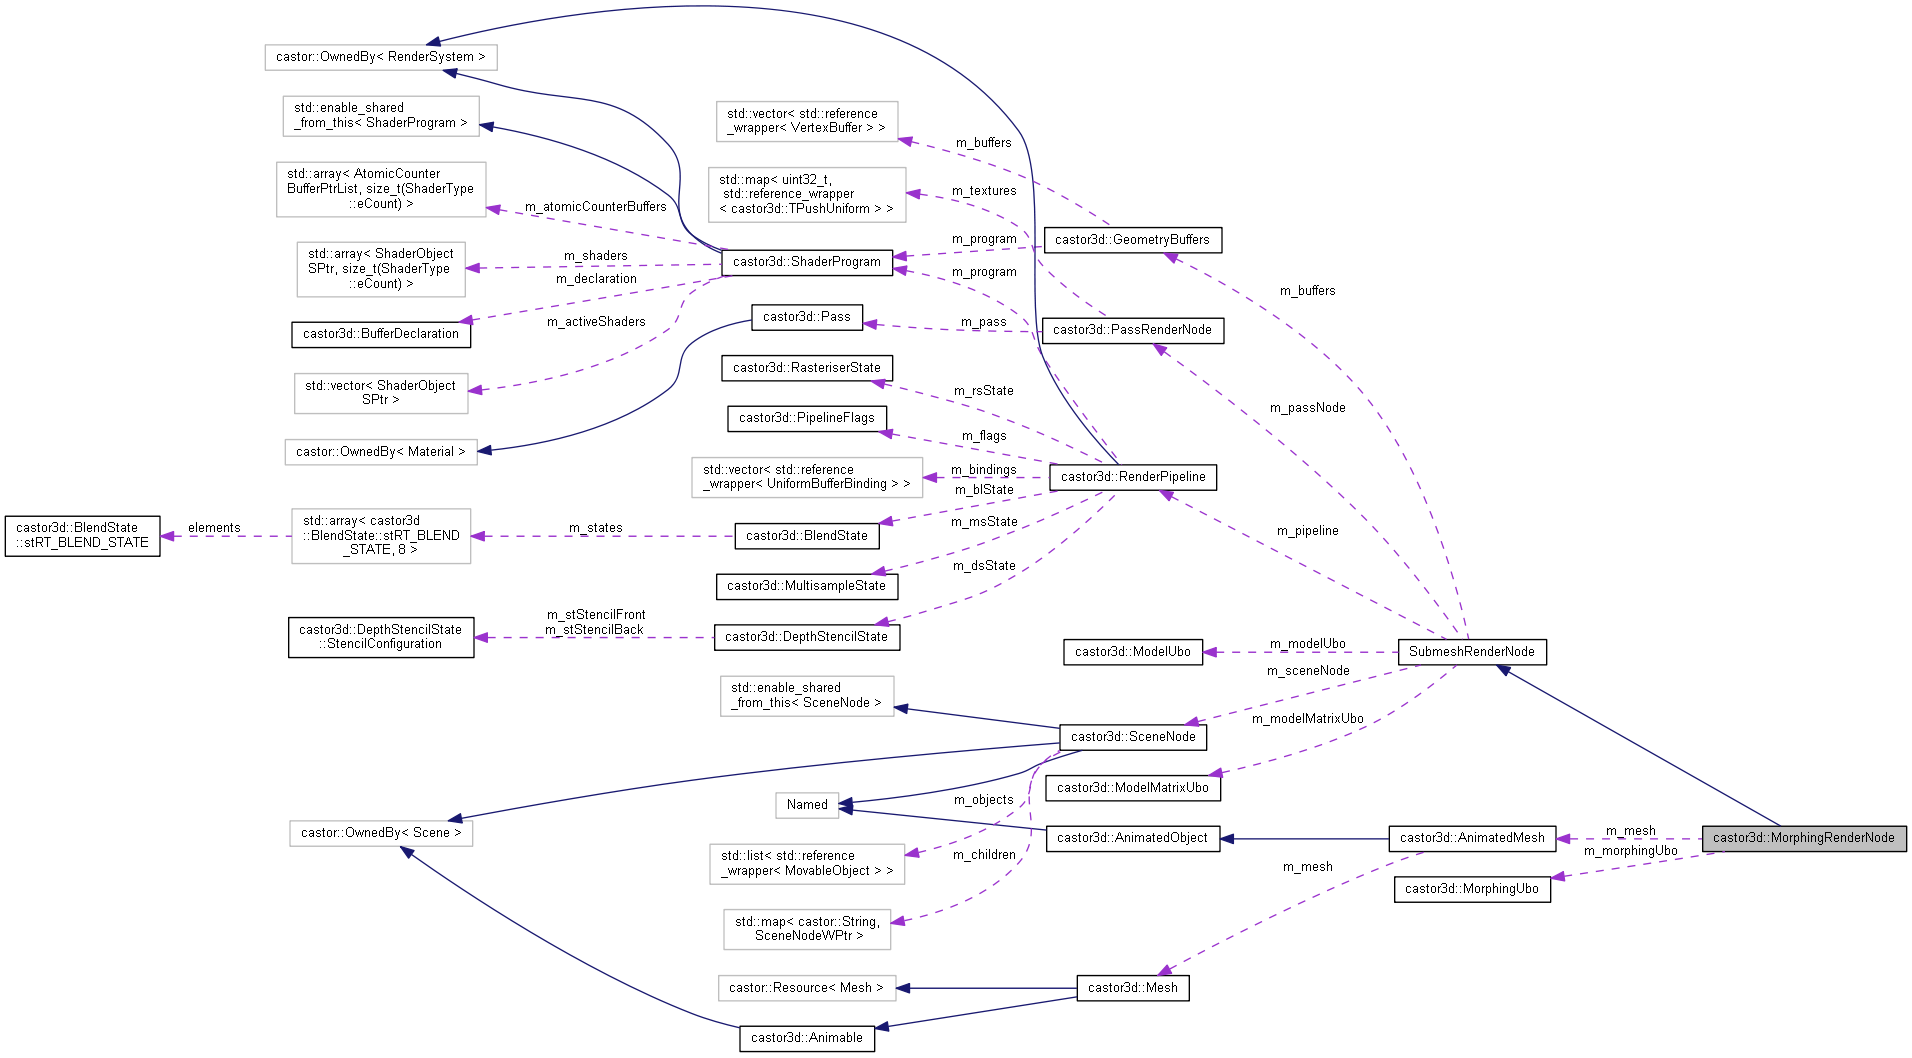 castor::OwnedBy< RenderSystem >
std::enable_shared
_from_this< ShaderProgram >
std::vector< std::reference
_wrapper< VertexBuffer > >
m_buffers
std::array< AtomicCounter
BufferPtrList, size_t(ShaderType
::eCount) >
std::map< uint32_t,
std::reference_wrapper
< castor3d::TPushUniform > >
m_textures
m_atomicCounterBuffers
m_program
castor3d::GeometryBuffers
std::array< ShaderObject
SPtr, size_t(ShaderType
::eCount) >
m_shaders
castor3d::ShaderProgram
m_program
m_declaration
m_buffers
castor3d::BufferDeclaration
m_activeShaders
castor3d::Pass
m_pass
castor3d::PassRenderNode
castor3d::RasteriserState
std::vector< ShaderObject
SPtr >
m_rsState
m_passNode
castor3d::PipelineFlags
m_flags
castor::OwnedBy< Material >
std::vector< std::reference
_wrapper< UniformBufferBinding > >
m_bindings
castor3d::RenderPipeline
m_blState
castor3d::BlendState
::stRT_BLEND_STATE
elements
std::array< castor3d
::BlendState::stRT_BLEND
_STATE, 8 >
m_states
castor3d::BlendState
m_msState
m_pipeline
m_dsState
castor3d::MultisampleState
castor3d::DepthStencilState
::StencilConfiguration
m_stStencilFront
m_stStencilBack
castor3d::DepthStencilState
castor3d::ModelUbo
m_modelUbo
SubmeshRenderNode
m_sceneNode
std::enable_shared
_from_this< SceneNode >
m_modelMatrixUbo
castor3d::SceneNode
castor3d::ModelMatrixUbo
Named
m_objects
castor::OwnedBy< Scene >
castor3d::AnimatedObject
castor3d::AnimatedMesh
m_mesh
castor3d::MorphingRenderNode
m_morphingUbo
std::list< std::reference
_wrapper< MovableObject > >
m_children
m_mesh
castor3d::MorphingUbo
std::map< castor::String,
SceneNodeWPtr >
castor::Resource< Mesh >
castor3d::Mesh
castor3d::Animable